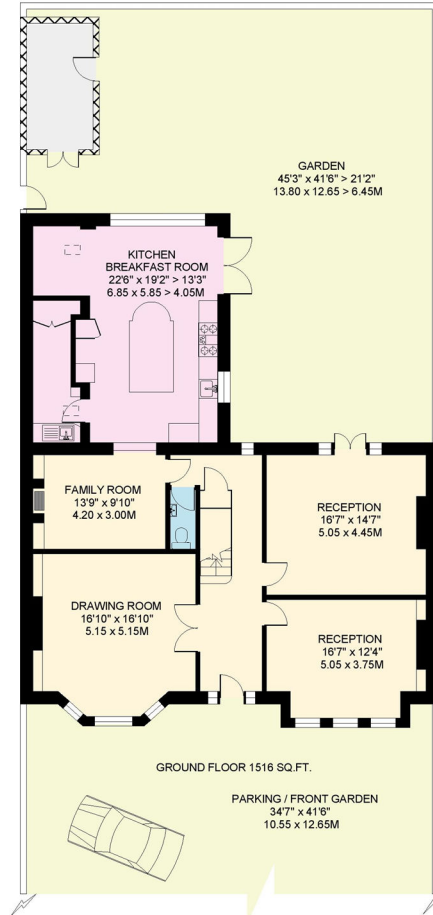 GARDEN
45'3" x 41'6" > 21'2"
13.80 x 12.65 > 6.45M
KITCHEN
BREAKFAST ROOM
22'6" x 19'2" > 13'3"
6.85 x 5.85 > 4.05M
FAMILY ROOM
13'9" x 9'10"
4.20 x 3.00M
RECEPTION
16'7" x 14'7"
5.05 x 4.45M
DRAWING ROOM
16'10" x 16'10"
5.15 x 5.15M
RECEPTION
16'7" x 12'4"
5.05 x 3.75M
GROUND FLOOR 1516 SQ.FT.
PARKING / FRONT GARDEN
34'7" x 41'6"
10.55 x 12.65M